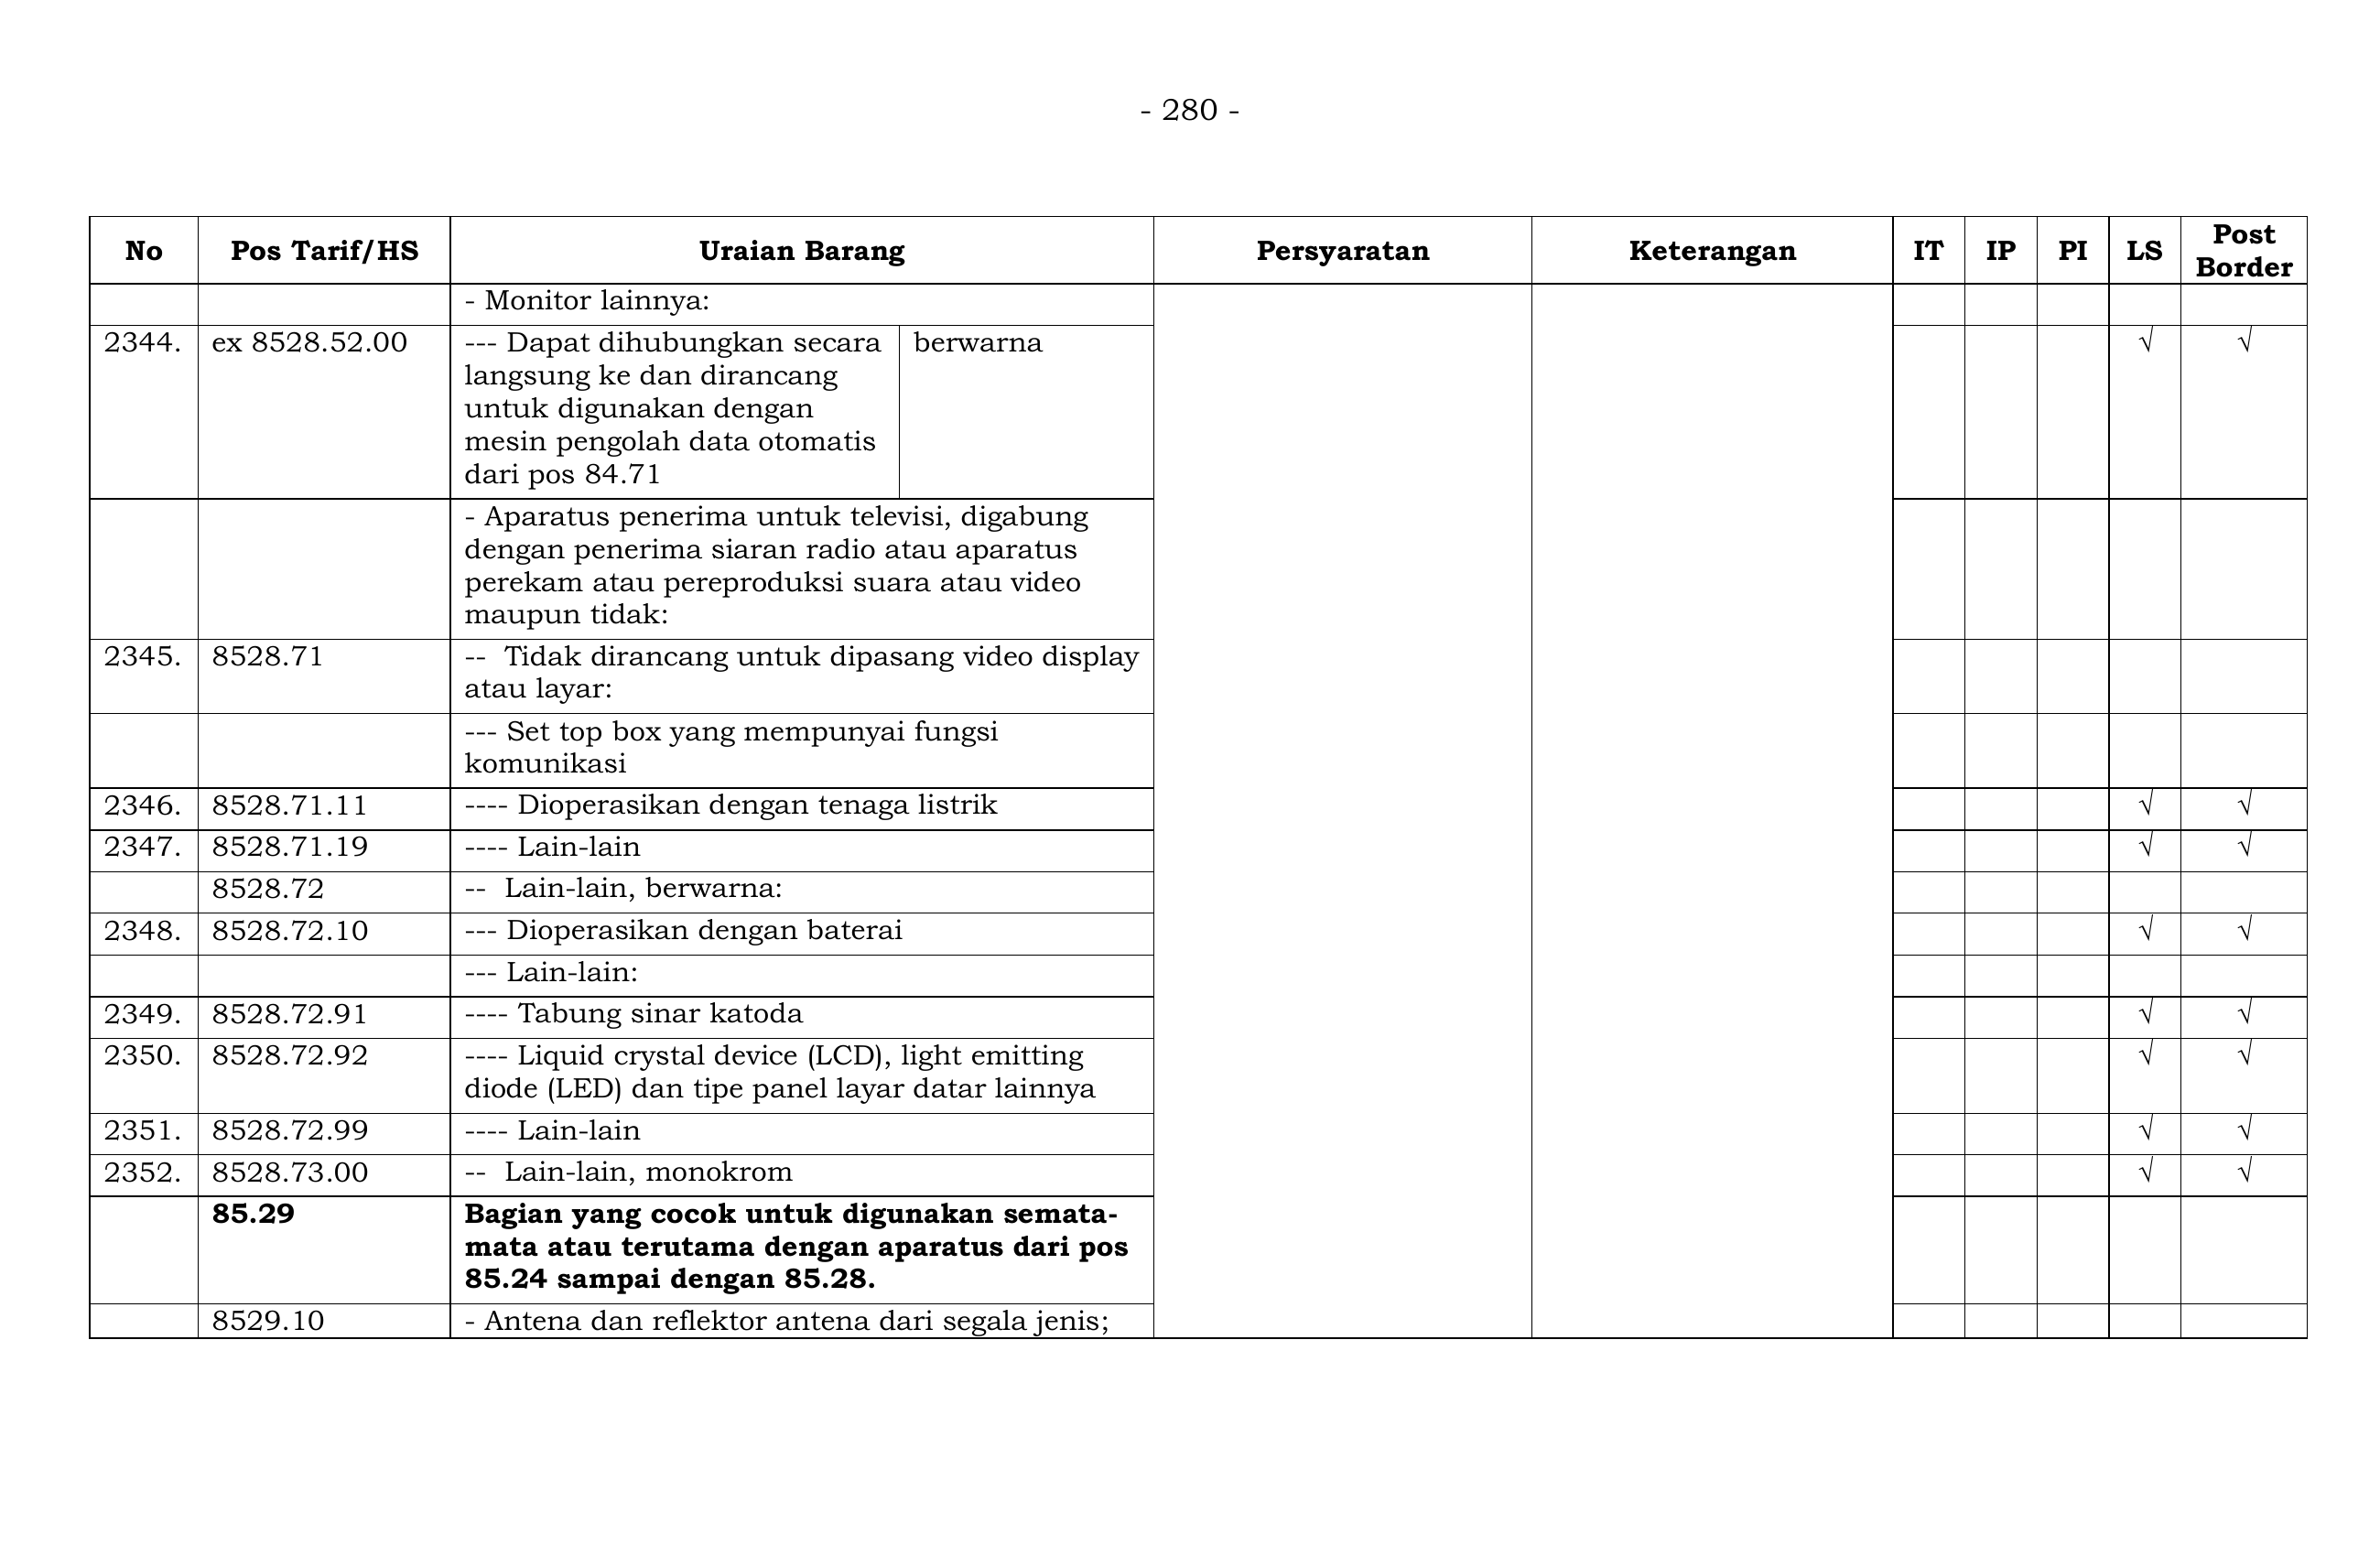 - 280 -
No Pos Tarif/HS Uraian Barang Persyaratan Keterangan IT IP PI LS Post Border
- Monitor lainnya:
2344. ex 8528.52.00 --- Dapat dihubungkan secara berwarna √ √
langsung ke dan dirancang
untuk digunakan dengan
mesin pengolah data otomatis
dari pos 84.71
- Aparatus penerima untuk televisi, digabung
dengan penerima siaran radio atau aparatus
perekam atau pereproduksi suara atau video
maupun tidak:
2345. 8528.71 -- Tidak dirancang untuk dipasang video display
atau layar:
--- Set top box yang mempunyai fungsi
komunikasi
2346. 8528.71.11 ---- Dioperasikan dengan tenaga listrik √ √
2347. 8528.71.19 ---- Lain-lain √ √
8528.72 -- Lain-lain, berwarna:
2348. 8528.72.10 --- Dioperasikan dengan baterai √ √
--- Lain-lain:
2349. 8528.72.91 ---- Tabung sinar katoda √ √
2350. 8528.72.92 ---- Liquid crystal device (LCD), light emitting √ √
diode (LED) dan tipe panel layar datar lainnya
2351. 8528.72.99 ---- Lain-lain √ √
2352. 8528.73.00 -- Lain-lain, monokrom √ √
85.29 Bagian yang cocok untuk digunakan semata-
mata atau terutama dengan aparatus dari pos
85.24 sampai dengan 85.28.
8529.10 - Antena dan reflektor antena dari segala jenis;